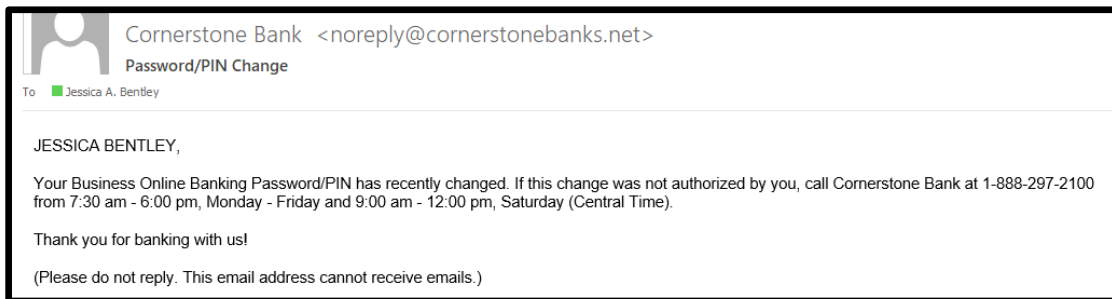 Cornerstone Bank <noreply@cornerstonebanks.net>
Password/PIN Change
To Jessica A. Bentley
JESSICA BENTLEY,
Your Business Online Banking Password/PIN has recently changed. If this change was not authorized by you, call Cornerstone Bank at 1-888-297-2100
from 7:30 am - 6:00 pm, Monday - Friday and 9:00 am - 12:00 pm, Saturday (Central Time).
Thank you for banking with us!
(Please do not reply. This email address cannot receive emails.)